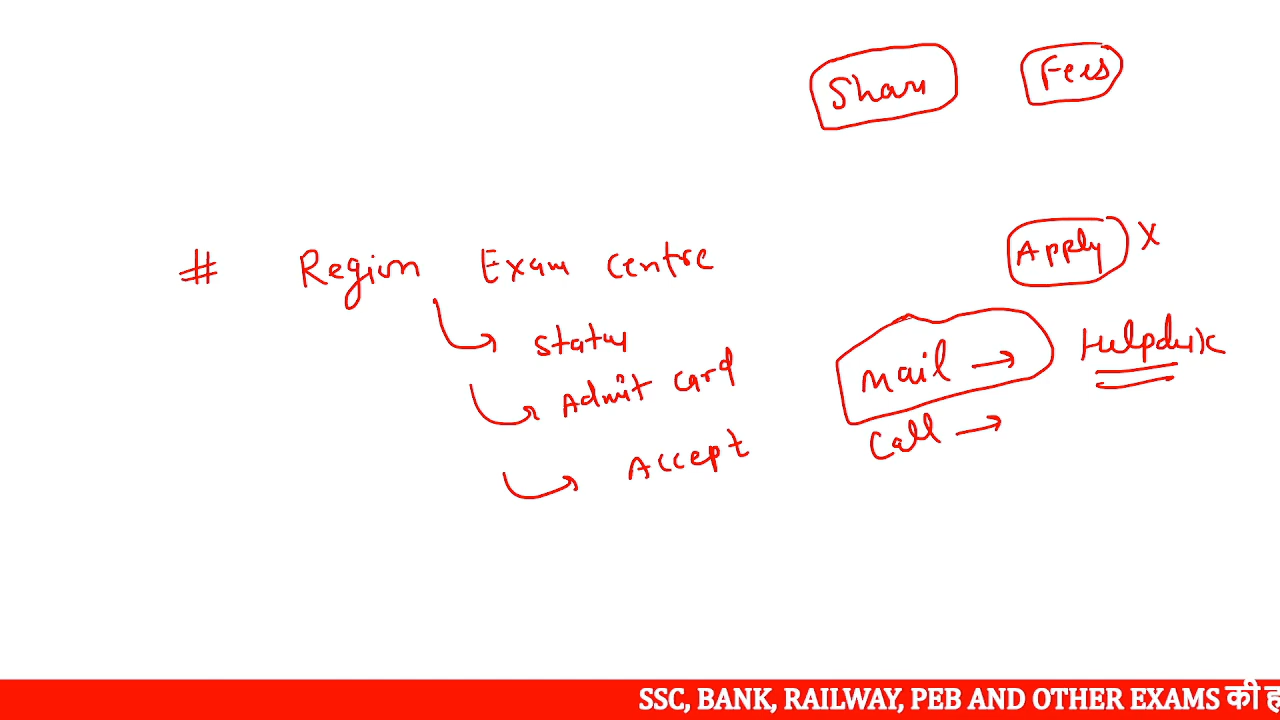 Share Fees
# Region Exam Centre
Apply X
Status
Mail → Helpdesk
Admit Card
Call →
Accept
SSC, BANK, RAILWAY, PEB AND OTHER EXAMS की ह